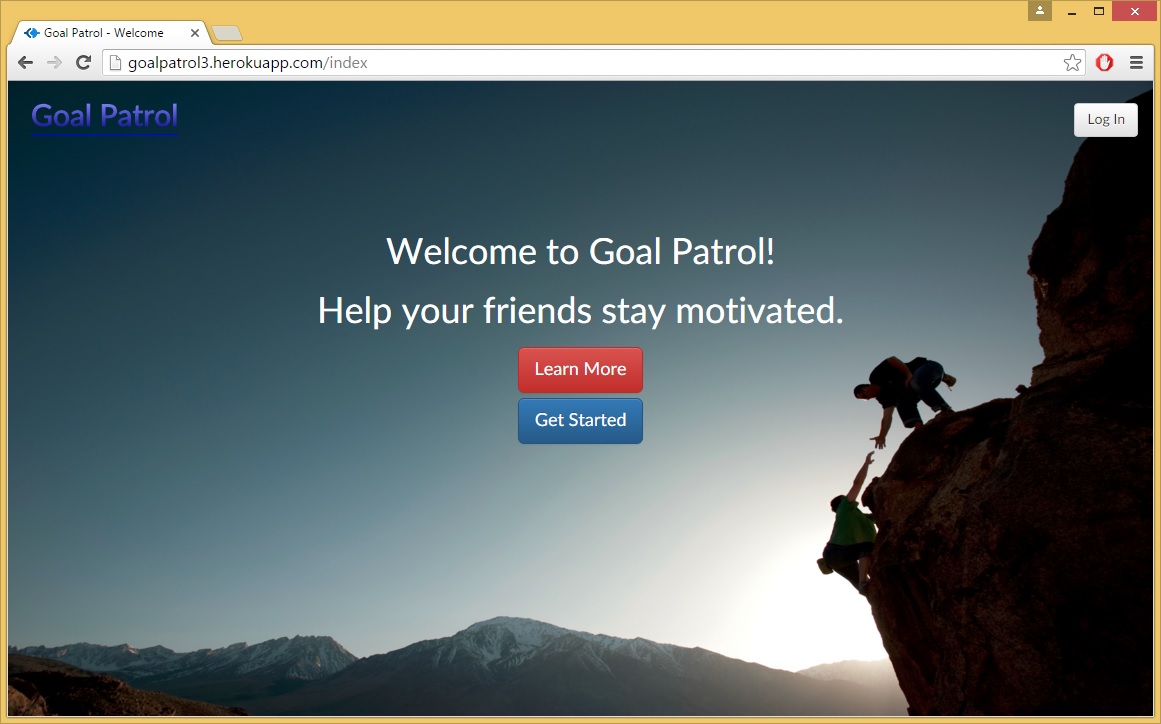 Goal Patrol - Welcome
goalpatrol3.herokuapp.com/index
Goal Patrol
Log In
Welcome to Goal Patrol!
Help your friends stay motivated.
Learn More
Get Started